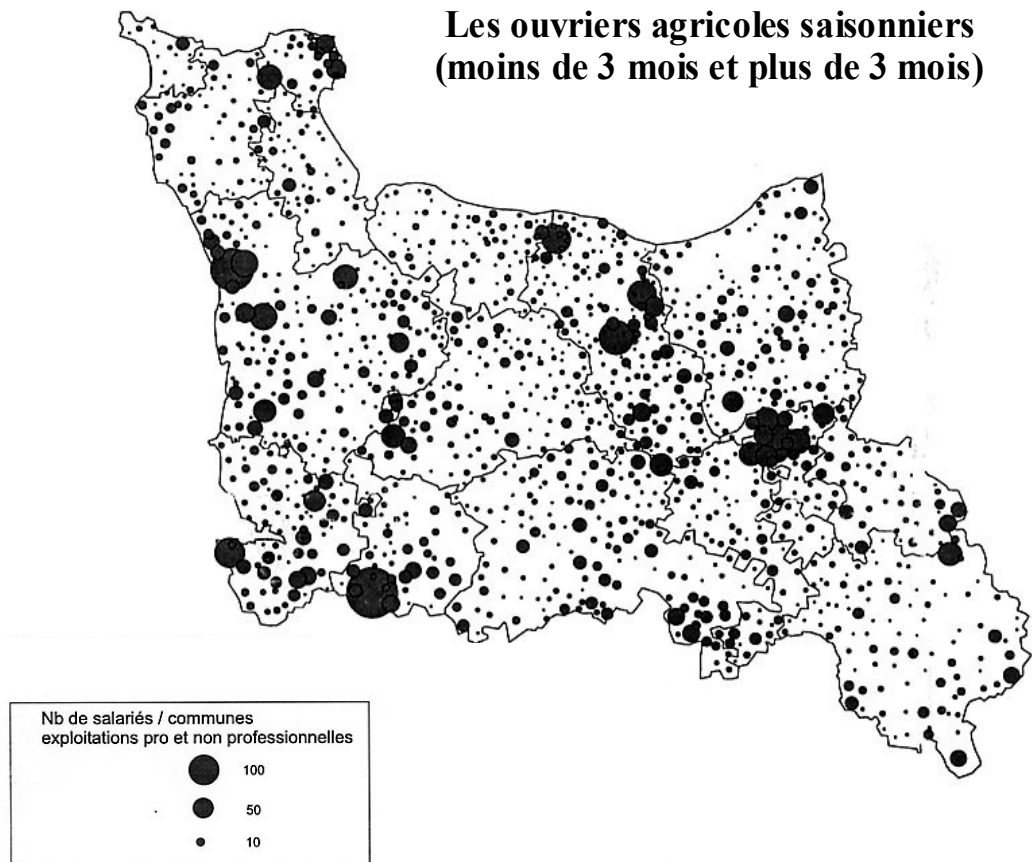 Les ouvriers agricoles saisonniers
(moins de 3 mois et plus de 3 mois)
Nb de salariés / communes
exploitations pro et non professionnelles
100
50
10